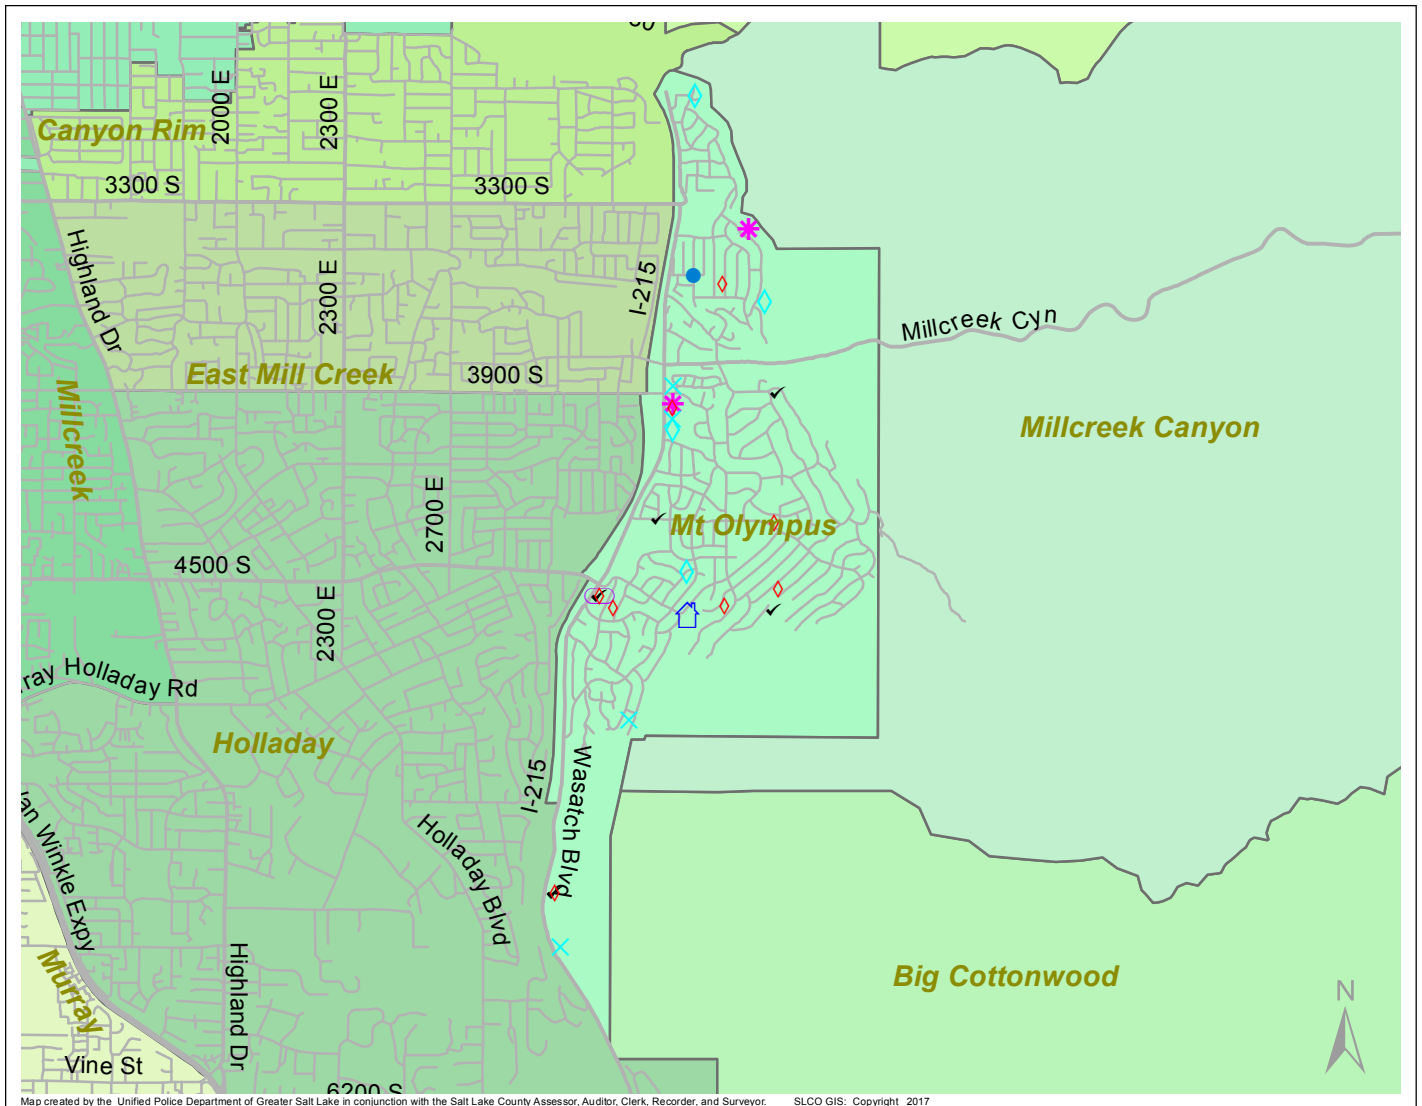 2000 E
2300 E
Canyon Rim
3300 S
3300 S
Highland Dr
2300 E
I-215
Millcreek Cyn
East Mill Creek
3900 S
Millcreek
Millcreek Canyon
2700 E
Mt Olympus
4500 S
2300 E
ray Holladay Rd
Holladay
I-215
Wasatch Blvd
an Winkle Expy
Holladay Blvd
Murray
Highland Dr
Big Cottonwood
N
Vine St
6200 S
Map created by the Unified Police Department of Greater Salt Lake in conjunction with the Salt Lake County Assessor, Auditor, Clerk, Recorder, and Surveyor. SLCO GIS: Copyright 2017